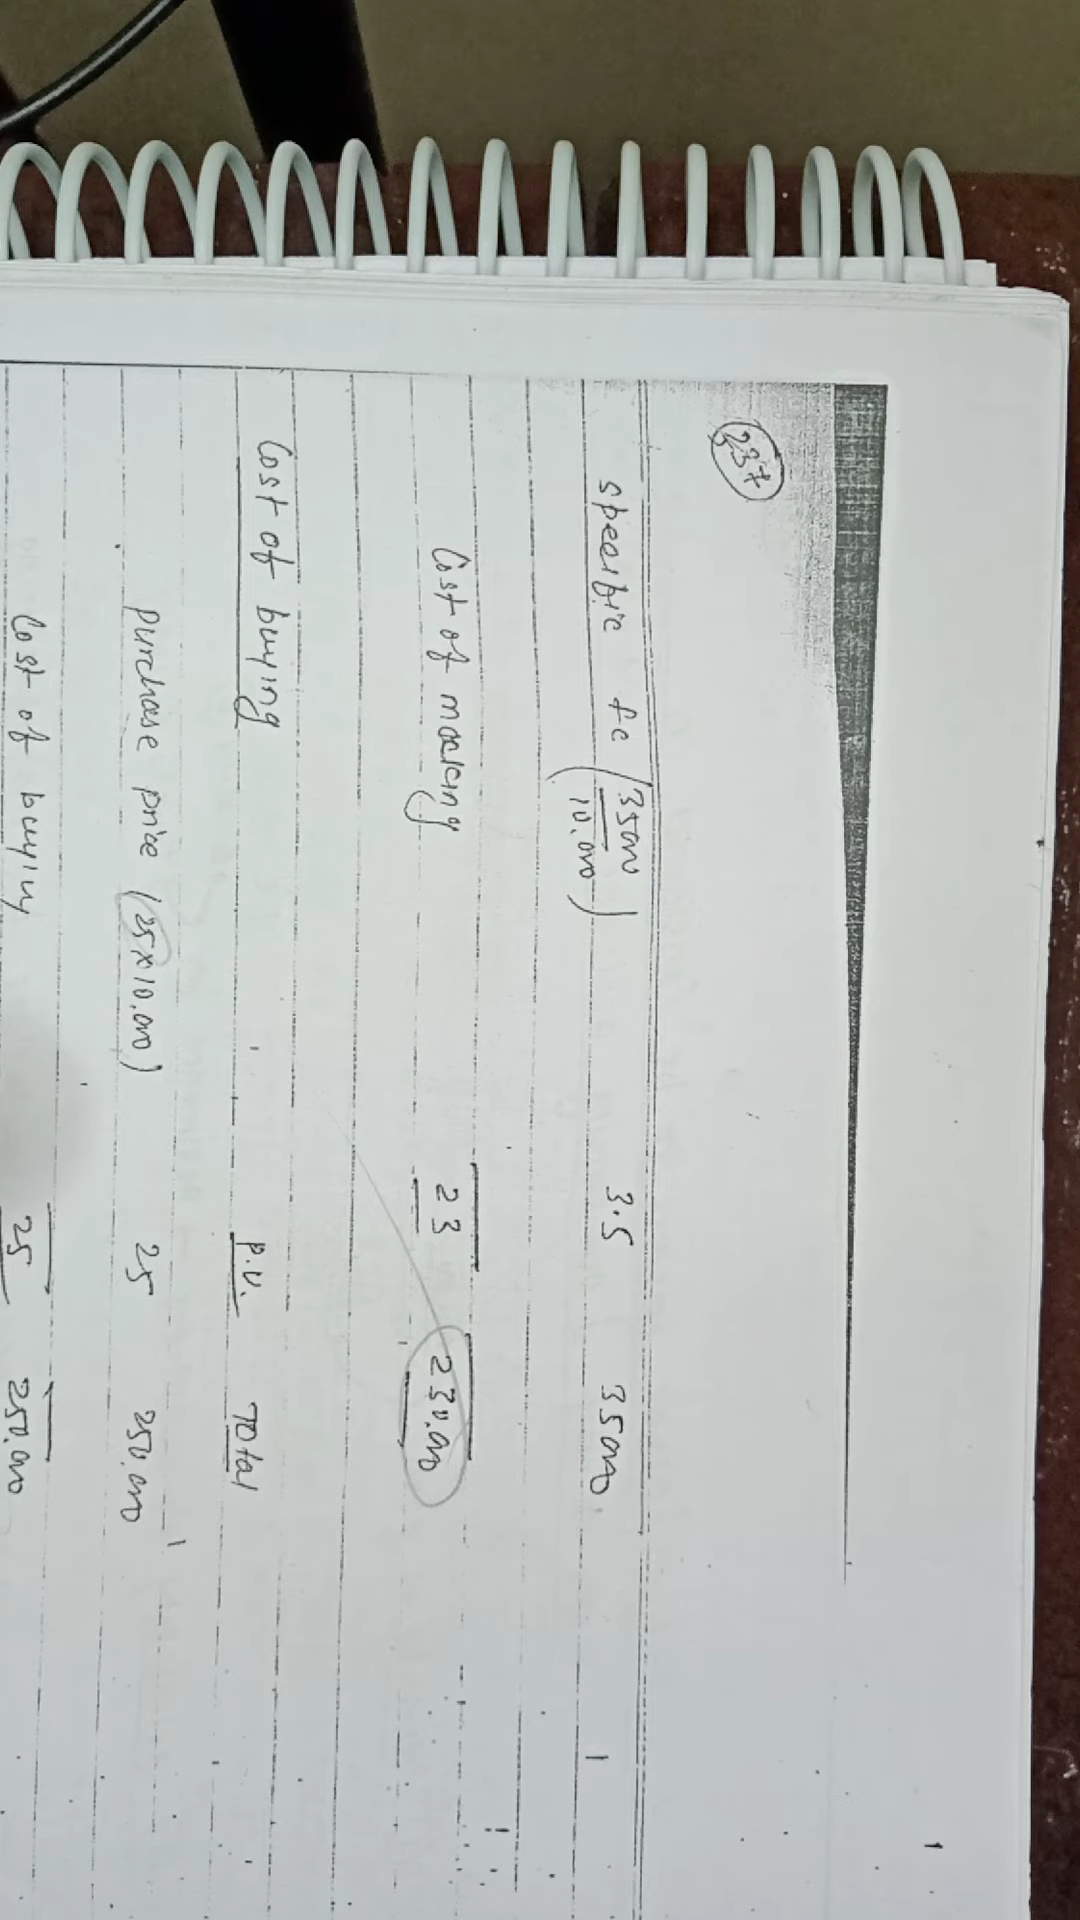 237
specific fc (3500/10.000) 3.5 35000
Cost of making 23 230.000
Cost of buying P.U. Total
purchase price (25×10.000) 25 250.000
Cost of buying 25 250.000